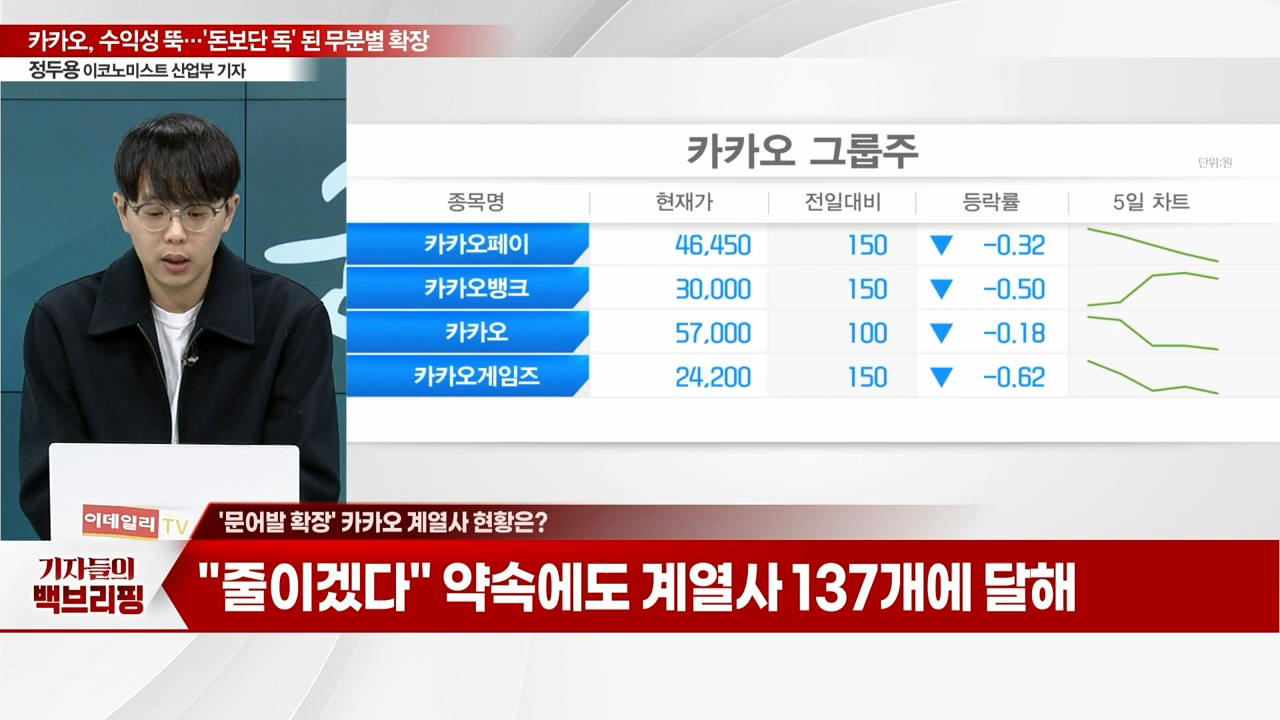 카카오, 수익성 뚝…'돈보단 독' 된 무분별 확장
정두용 이코노미스트 산업부 기자
카카오 그룹주
단위:원
종목명 현재가 전일대비 등락률 5일 차트
카카오페이 46,450 150 ▼ -0.32
카카오뱅크 30,000 150 ▼ -0.50
카카오 57,000 100 ▼ -0.18
카카오게임즈 24,200 150 ▼ -0.62
이데일리 TV
'문어발 확장' 카카오 계열사 현황은?
기자들의
백브리핑
"줄이겠다" 약속에도 계열사 137개에 달해